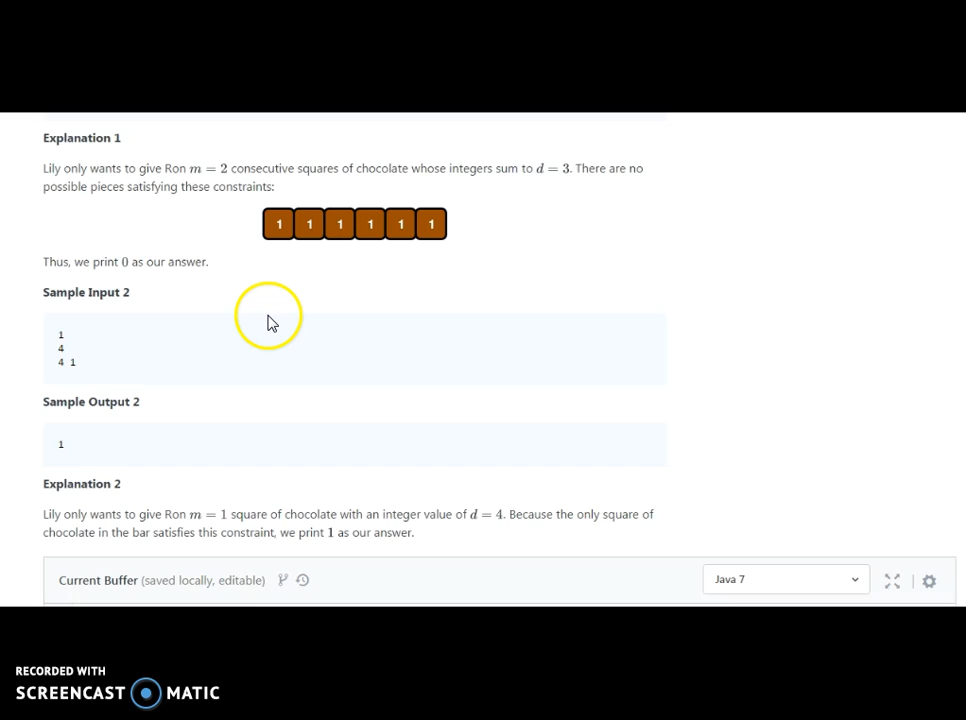 Explanation 1
Lily only wants to give Ron m = 2 consecutive squares of chocolate whose integers sum to d = 3. There are no
possible pieces satisfying these constraints:
1 1 1 1 1 1
Thus, we print 0 as our answer.
Sample Input 2
1
4
4 1
Sample Output 2
1
Explanation 2
Lily only wants to give Ron m = 1 square of chocolate with an integer value of d = 4. Because the only square of
chocolate in the bar satisfies this constraint, we print 1 as our answer.
Current Buffer (saved locally, editable)
Java 7
RECORDED WITH
SCREENCAST MATIC